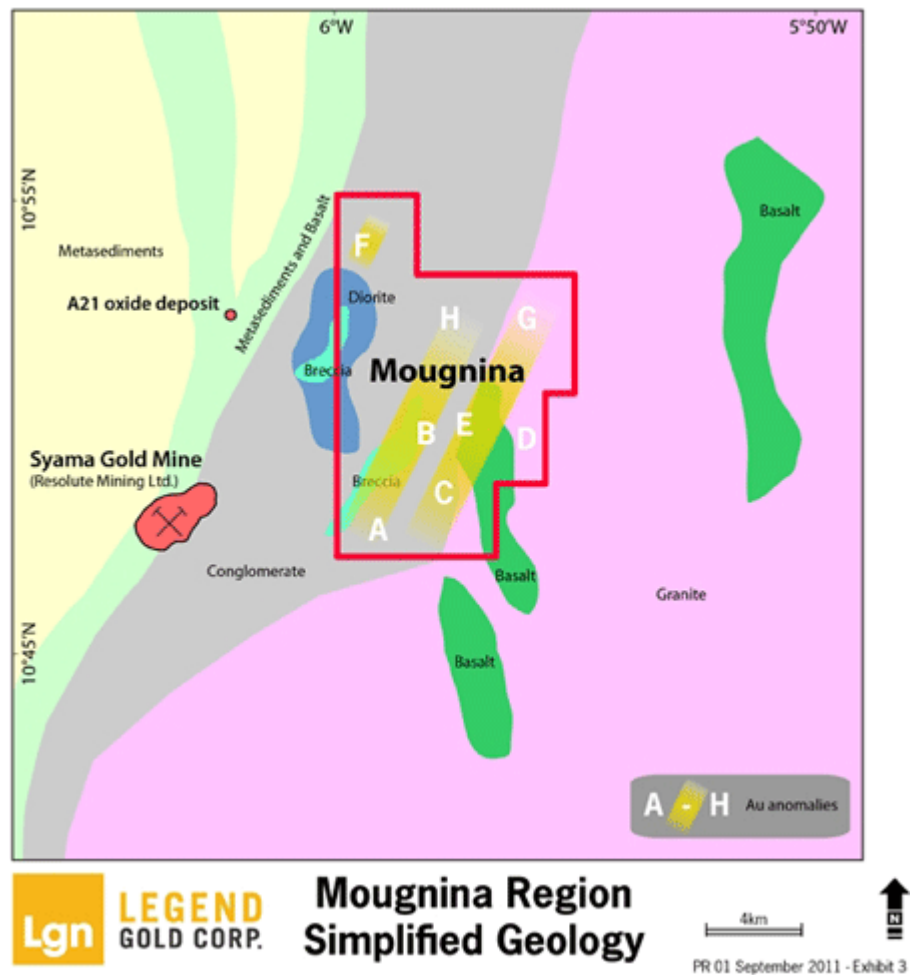 6°W
5°50'W
10°55'N
Metasediments and Basalt
Basalt
F
Metasediments
A21 oxide deposit
Diorite
H
G
Breccia
Mougnina
B
E
D
Syama Gold Mine
(Resolute Mining Ltd.)
Breccia
C
A
Conglomerate
Basalt
Granite
10°45'N
Basalt
A - H Au anomalies
Lgn
LEGEND
GOLD CORP.
Mougnina Region
Simplified Geology
4km
N
PR 01 September 2011 - Exhibit 3